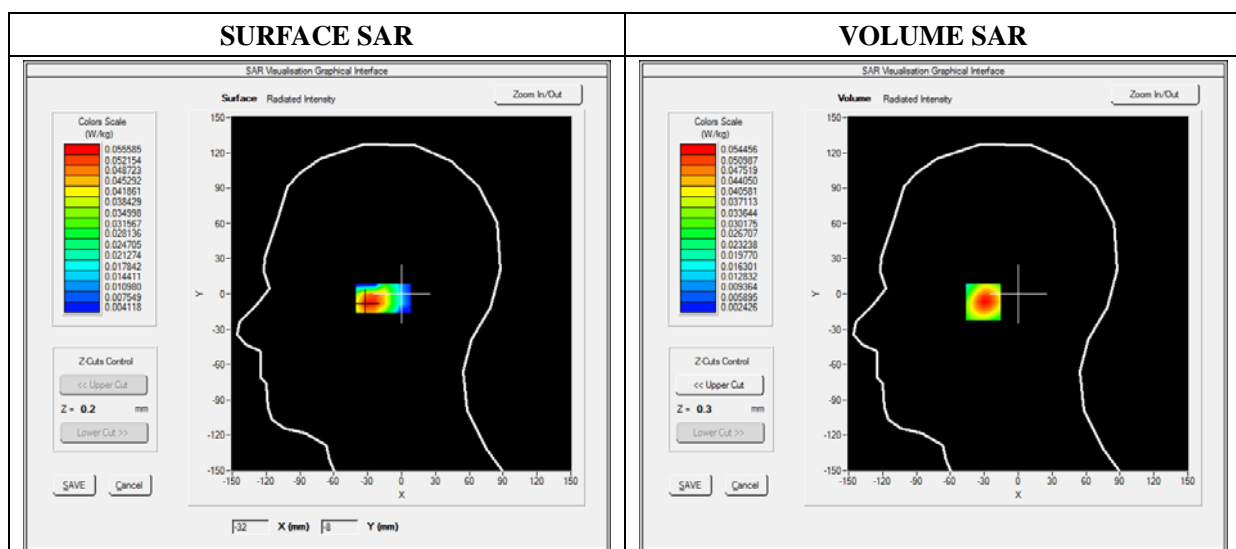 SURFACE SAR
VOLUME SAR
SAR Visualisation Graphical Interface
Surface Radiated Intensity
Zoom In/Out
Colors Scale
(W/kg)
0.055585
0.052154
0.048723
0.045292
0.041861
0.038429
0.034998
0.031567
0.028136
0.024705
0.021274
0.017842
0.014411
0.010980
0.007549
0.004118
150
120
90
60
30
0
-30
-60
-90
-120
-150
Y
-150 -120 -90 -60 -30 0 30 60 90 120 150
X
Z-Cuts Control
<< Upper Cut
Z = 0.2 mm
Lower Cut >>
SAVE Cancel
-32 X (mm) -8 Y (mm)
SAR Visualisation Graphical Interface
Volume Radiated Intensity
Zoom In/Out
Colors Scale
(W/kg)
0.054456
0.050987
0.047519
0.044050
0.040581
0.037113
0.033644
0.030175
0.026707
0.023238
0.019770
0.016301
0.012832
0.009364
0.005895
0.002426
150
120
90
60
30
0
-30
-60
-90
-120
-150
Y
-150 -120 -90 -60 -30 0 30 60 90 120 150
X
Z-Cuts Control
<< Upper Cut
Z = 0.3 mm
Lower Cut >>
SAVE Cancel